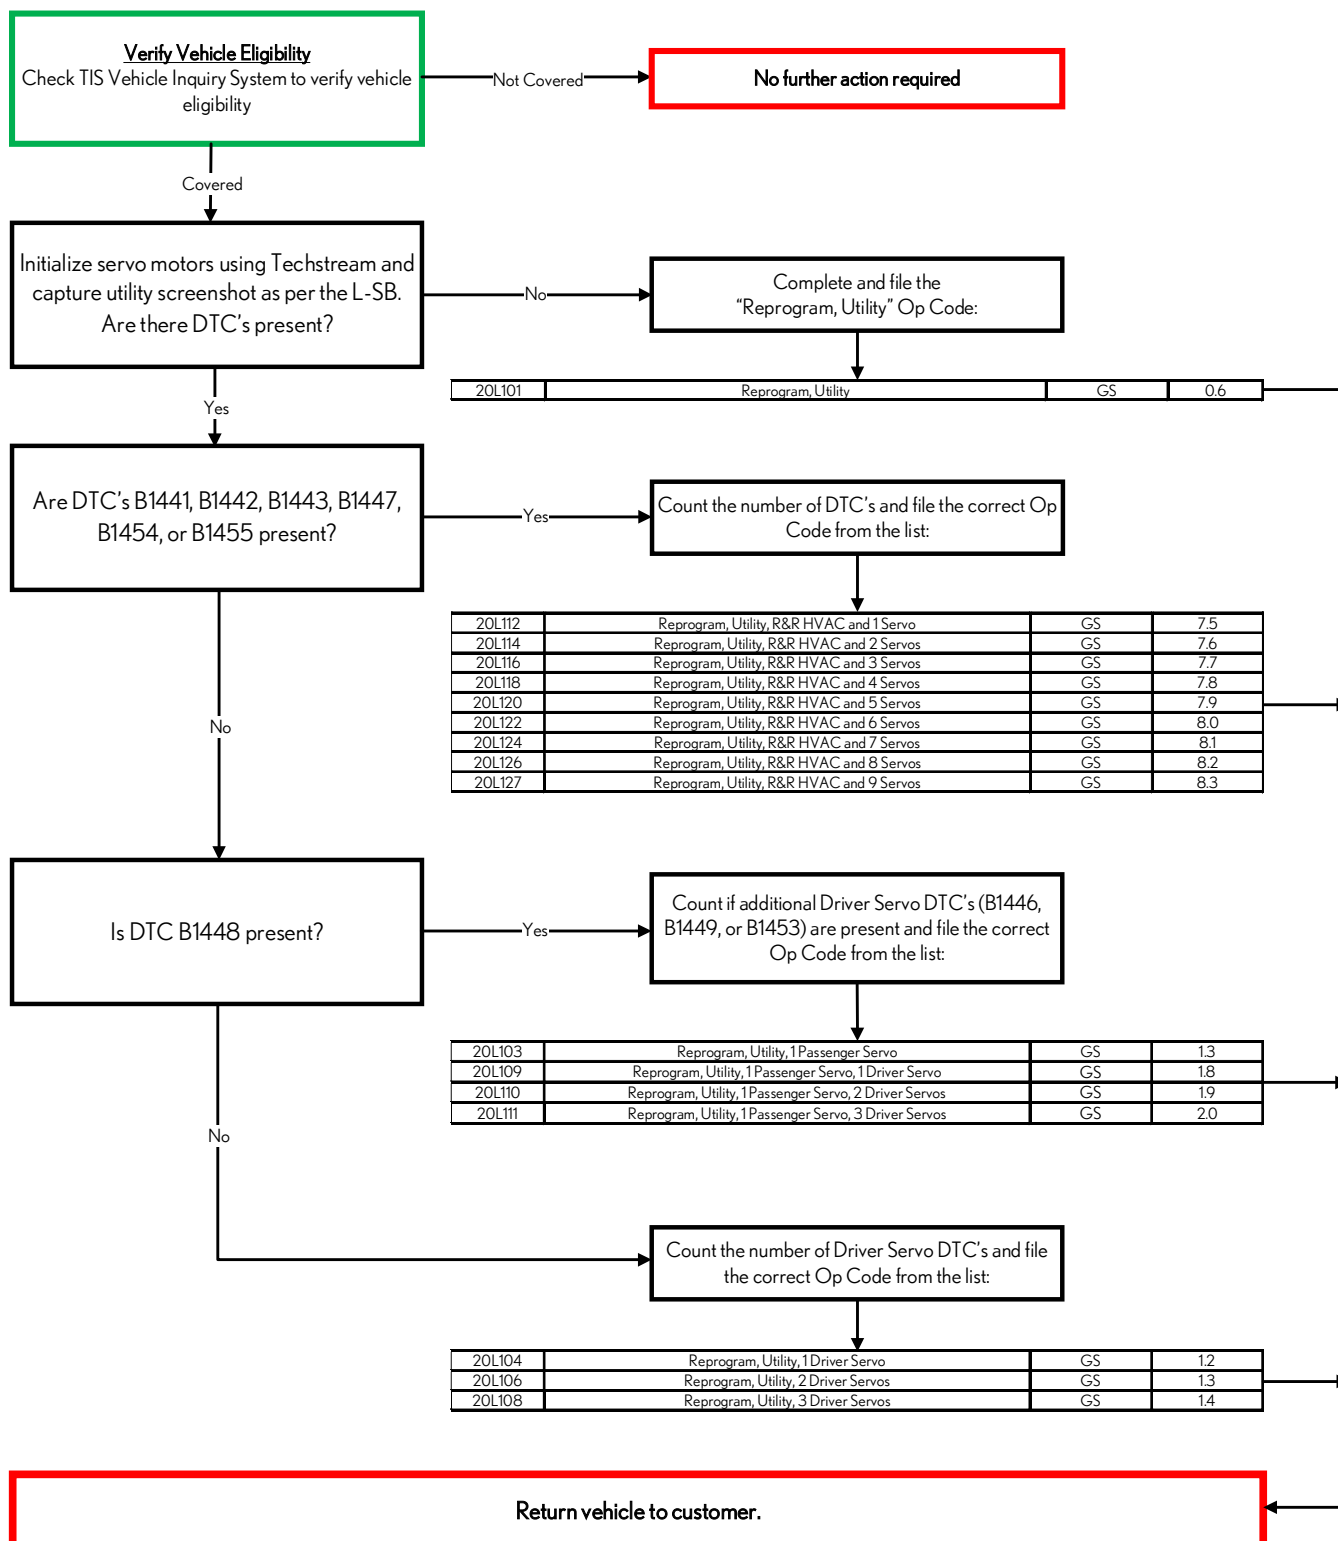 Verify Vehicle Eligibility
Check TIS Vehicle Inquiry System to verify vehicle
eligibility
Not Covered
No further action required
Covered
Initialize servo motors using Techstream and
capture utility screenshot as per the L-SB.
Are there DTC's present?
No
Complete and file the
“Reprogram, Utility” Op Code:
20L101 Reprogram, Utility GS 0.6
Yes
Are DTC's B1441, B1442, B1443, B1447,
B1454, or B1455 present?
Yes
Count the number of DTC's and file the correct Op
Code from the list:
20L112 Reprogram, Utility, R&R HVAC and 1 Servo GS 7.5
20L114 Reprogram, Utility, R&R HVAC and 2 Servos GS 7.6
20L116 Reprogram, Utility, R&R HVAC and 3 Servos GS 7.7
20L118 Reprogram, Utility, R&R HVAC and 4 Servos GS 7.8
20L120 Reprogram, Utility, R&R HVAC and 5 Servos GS 7.9
20L122 Reprogram, Utility, R&R HVAC and 6 Servos GS 8.0
20L124 Reprogram, Utility, R&R HVAC and 7 Servos GS 8.1
20L126 Reprogram, Utility, R&R HVAC and 8 Servos GS 8.2
20L127 Reprogram, Utility, R&R HVAC and 9 Servos GS 8.3
No
Is DTC B1448 present?
Yes
Count if additional Driver Servo DTC's (B1446,
B1449, or B1453) are present and file the correct
Op Code from the list:
20L103 Reprogram, Utility, 1 Passenger Servo GS 1.3
20L109 Reprogram, Utility, 1 Passenger Servo, 1 Driver Servo GS 1.8
20L110 Reprogram, Utility, 1 Passenger Servo, 2 Driver Servos GS 1.9
20L111 Reprogram, Utility, 1 Passenger Servo, 3 Driver Servos GS 2.0
No
Count the number of Driver Servo DTC's and file
the correct Op Code from the list:
20L104 Reprogram, Utility, 1 Driver Servo GS 1.2
20L106 Reprogram, Utility, 2 Driver Servos GS 1.3
20L108 Reprogram, Utility, 3 Driver Servos GS 1.4
Return vehicle to customer.